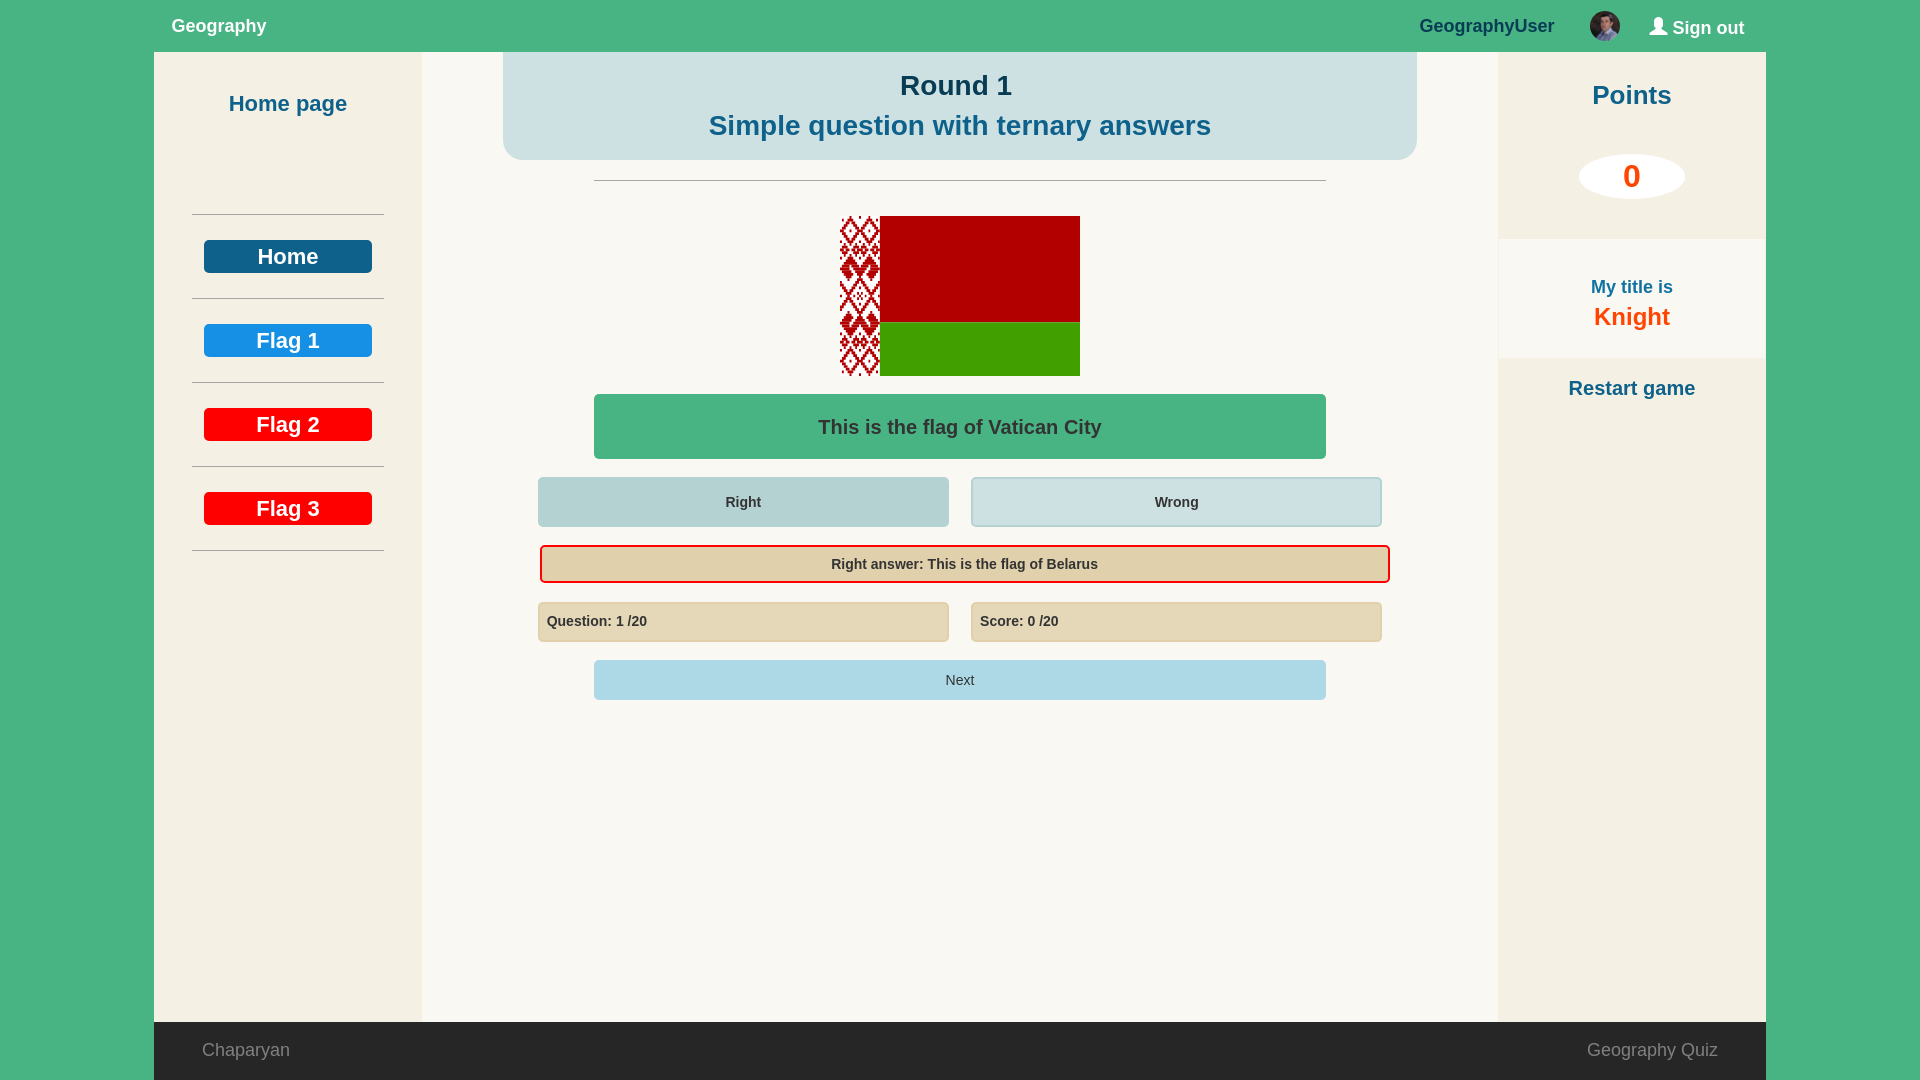 Geography
GeographyUser
Sign out
Home page
Home
Flag 1
Flag 2
Flag 3
Round 1
Simple question with ternary answers
This is the flag of Vatican City
Right
Wrong
Right answer: This is the flag of Belarus
Question: 1 /20
Score: 0 /20
Next
Points
0
My title is
Knight
Restart game
Chaparyan
Geography Quiz